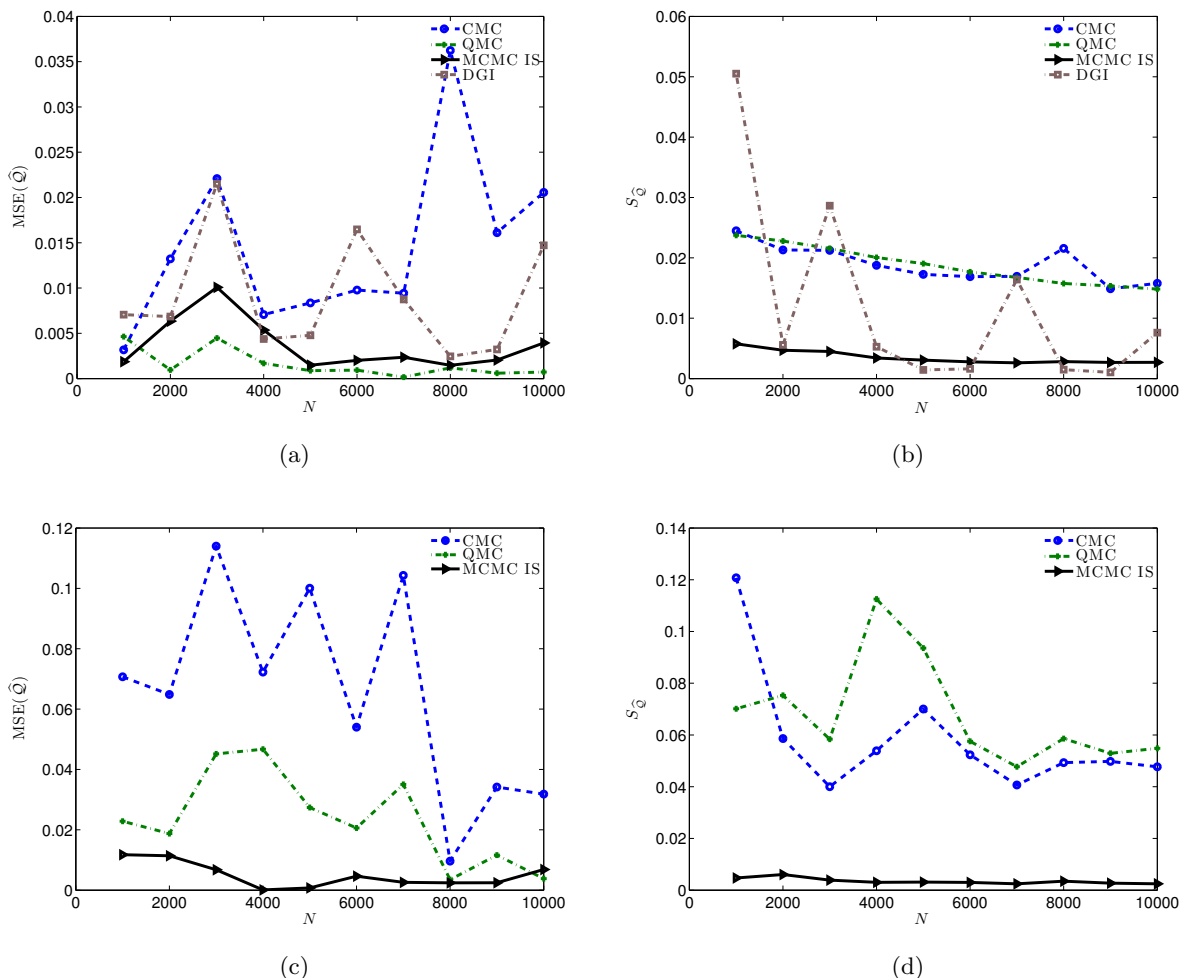 0.04
0.035
0.03
0.025
0.02
0.015
0.01
0.005
0
MSE(Q̂)
0 2000 4000 6000 8000 10000
N
CMC
QMC
MCMC IS
DGI
(a)
0.06
0.05
0.04
0.03
0.02
0.01
0
S_Q̂
0 2000 4000 6000 8000 10000
N
CMC
QMC
MCMC IS
DGI
(b)
0.12
0.1
0.08
0.06
0.04
0.02
0
MSE(Q̂)
0 2000 4000 6000 8000 10000
N
CMC
QMC
MCMC IS
(c)
0.14
0.12
0.1
0.08
0.06
0.04
0.02
0
S_Q̂
0 2000 4000 6000 8000 10000
N
CMC
QMC
MCMC IS
(d)